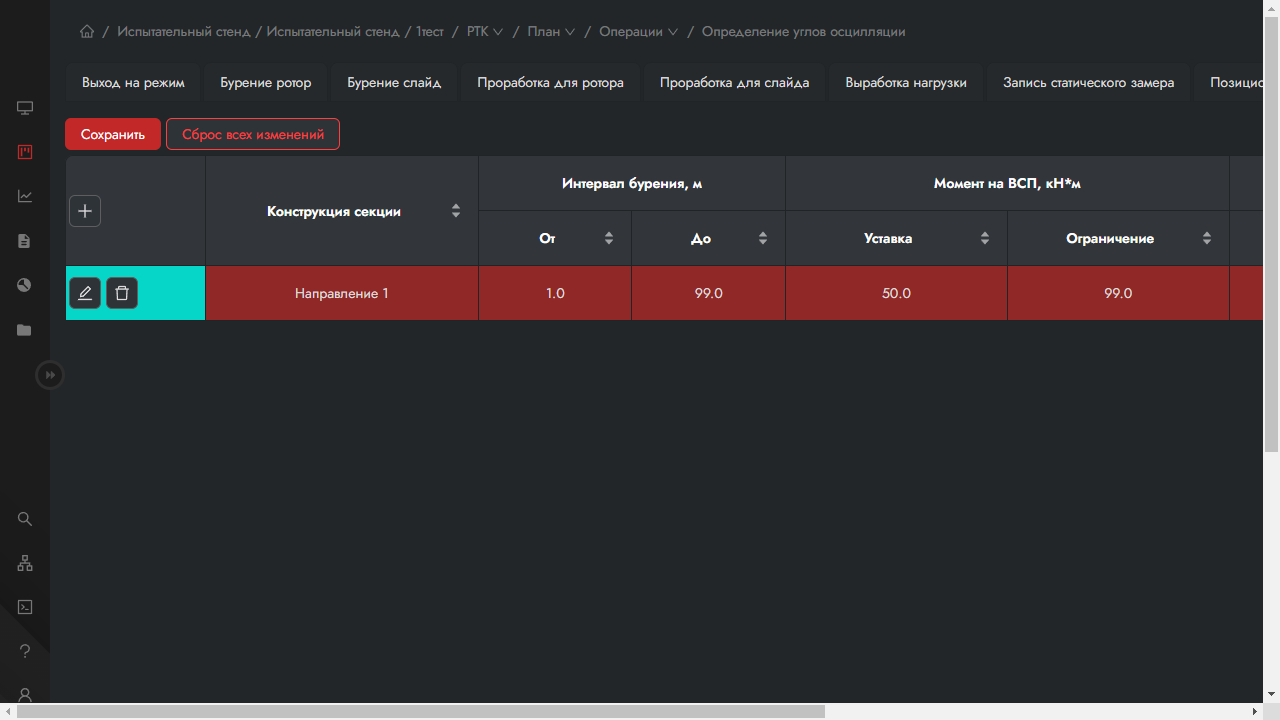 / Испытательный стенд / Испытательный стенд / 1тест / РТК / План / Операции / Определение углов осцилляции
Выход на режим Бурение ротор Бурение слайд Проработка для ротора Проработка для слайда Выработка нагрузки Запись статического замера Позицио
Сохранить Сброс всех изменений
Конструкция секции Интервал бурения, м Момент на ВСП, кН*м
От До Уставка Ограничение
Направление 1 1.0 99.0 50.0 99.0